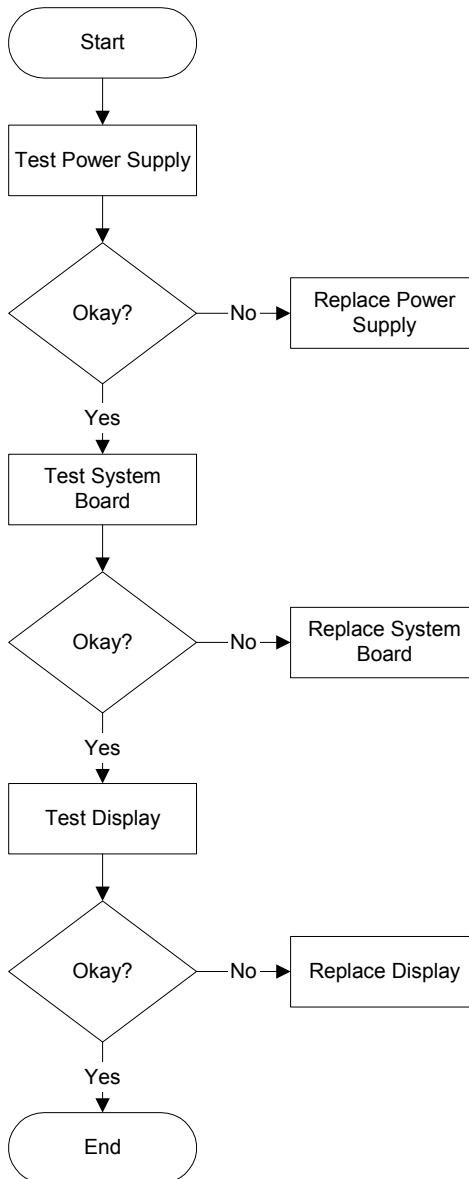 Start
Test Power Supply
Okay?
No
Replace Power
Supply
Yes
Test System
Board
Okay?
No
Replace System
Board
Yes
Test Display
Okay?
No
Replace Display
Yes
End